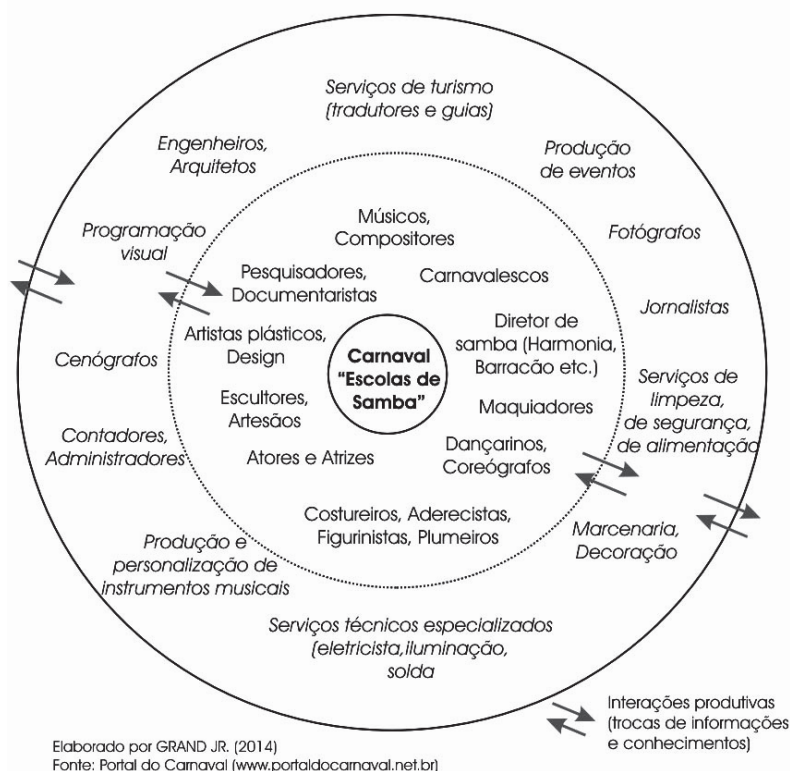 Serviços de turismo
(tradutores e guias)
Engenheiros,
Arquitetos
Produção
de eventos
Programação
visual
Músicos,
Compositores
Fotógrafos
Pesquisadores,
Documentaristas
Carnavalescos
Jornalistas
Artistas plásticos,
Design
Carnaval
"Escolas de
Samba"
Diretor de
samba (Harmonia,
Barracão etc.)
Cenógrafos
Serviços de
limpeza,
de segurança,
de alimentação
Escultores,
Artesãos
Maquiadores
Contadores,
Administradores
Atores e Atrizes
Dançarinos,
Coreógrafos
Costureiros, Aderecistas,
Figurinistas, Plumeiros
Marcenaria,
Decoração
Produção e
personalização de
instrumentos musicais
Serviços técnicos especializados
(eletricista,iluminação,
solda
Interações produtivas
(trocas de informações
e conhecimentos)
Elaborado por GRAND JR. (2014)
Fonte: Portal do Carnaval (www.portaldocarnaval.net.br)